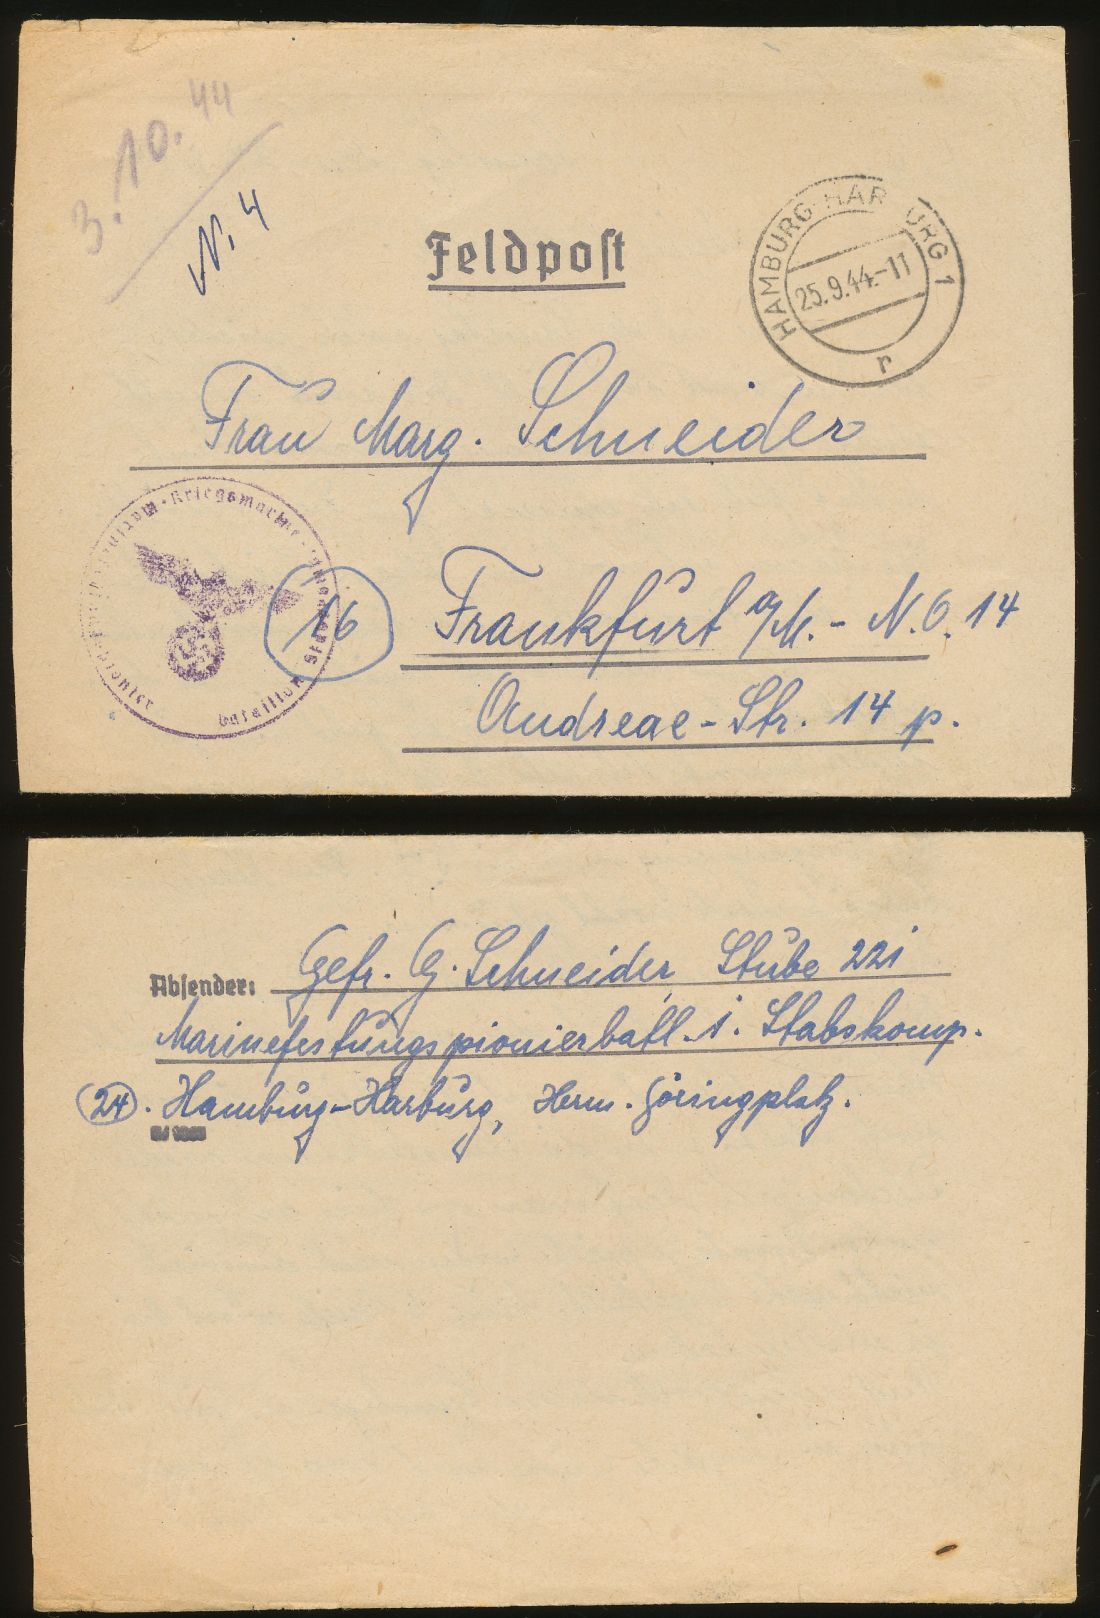 3.10.44
N. 4
Feldpost
HAMBURG-HARBURG 1
25.9.44.-11
r
Frau Marg. Schneider
Kriegsmarine
bataillon
16 Frankfurt a/M. - N.O. 14
Andreae-Str. 14 p.
Absender: Gefr. G. Schneider, Stube 221
Marinefestungspionierbatl. 1. Stabskomp.
24. Hamburg-Harburg, Herm. Göringplatz.